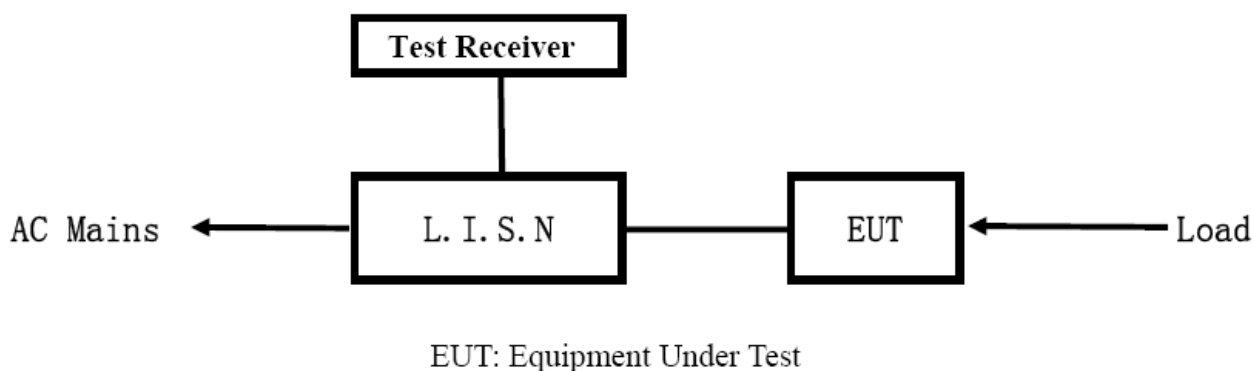 Test Receiver
AC Mains
L.I.S.N
EUT
Load
EUT: Equipment Under Test